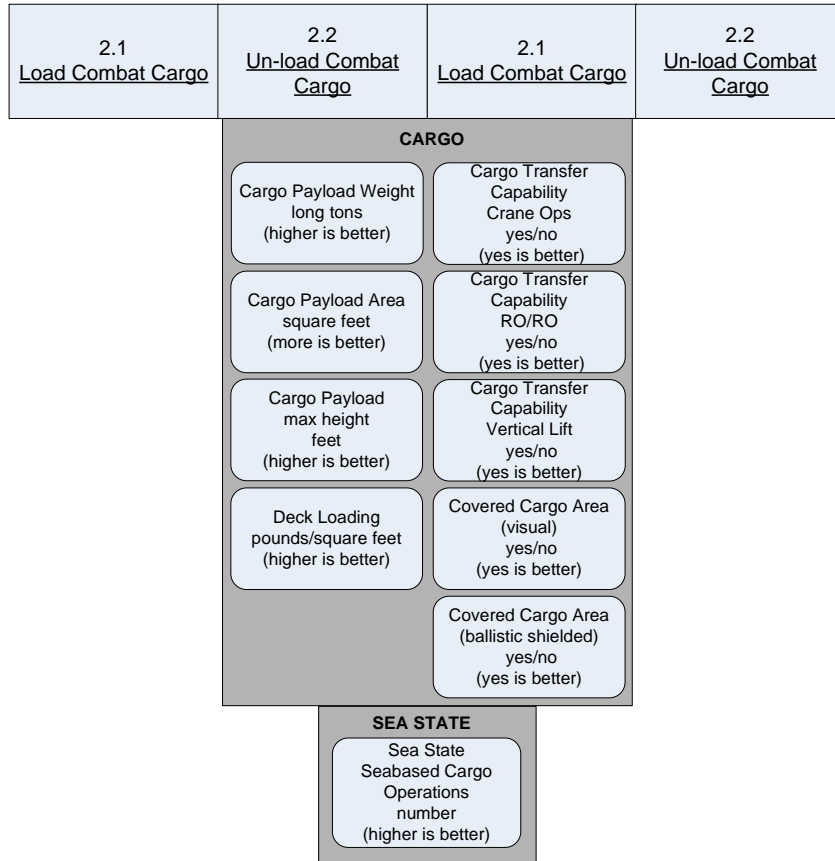 2.1
Load Combat Cargo
2.2
Un-load Combat
Cargo
2.1
Load Combat Cargo
2.2
Un-load Combat
Cargo
CARGO
Cargo Payload Weight
long tons
(higher is better)
Cargo Transfer
Capability
Crane Ops
yes/no
(yes is better)
Cargo Payload Area
square feet
(more is better)
Cargo Transfer
Capability
RO/RO
yes/no
(yes is better)
Cargo Payload
max height
feet
(higher is better)
Cargo Transfer
Capability
Vertical Lift
yes/no
(yes is better)
Deck Loading
pounds/square feet
(higher is better)
Covered Cargo Area
(visual)
yes/no
(yes is better)
Covered Cargo Area
(ballistic shielded)
yes/no
(yes is better)
SEA STATE
Sea State
Seabased Cargo
Operations
number
(higher is better)